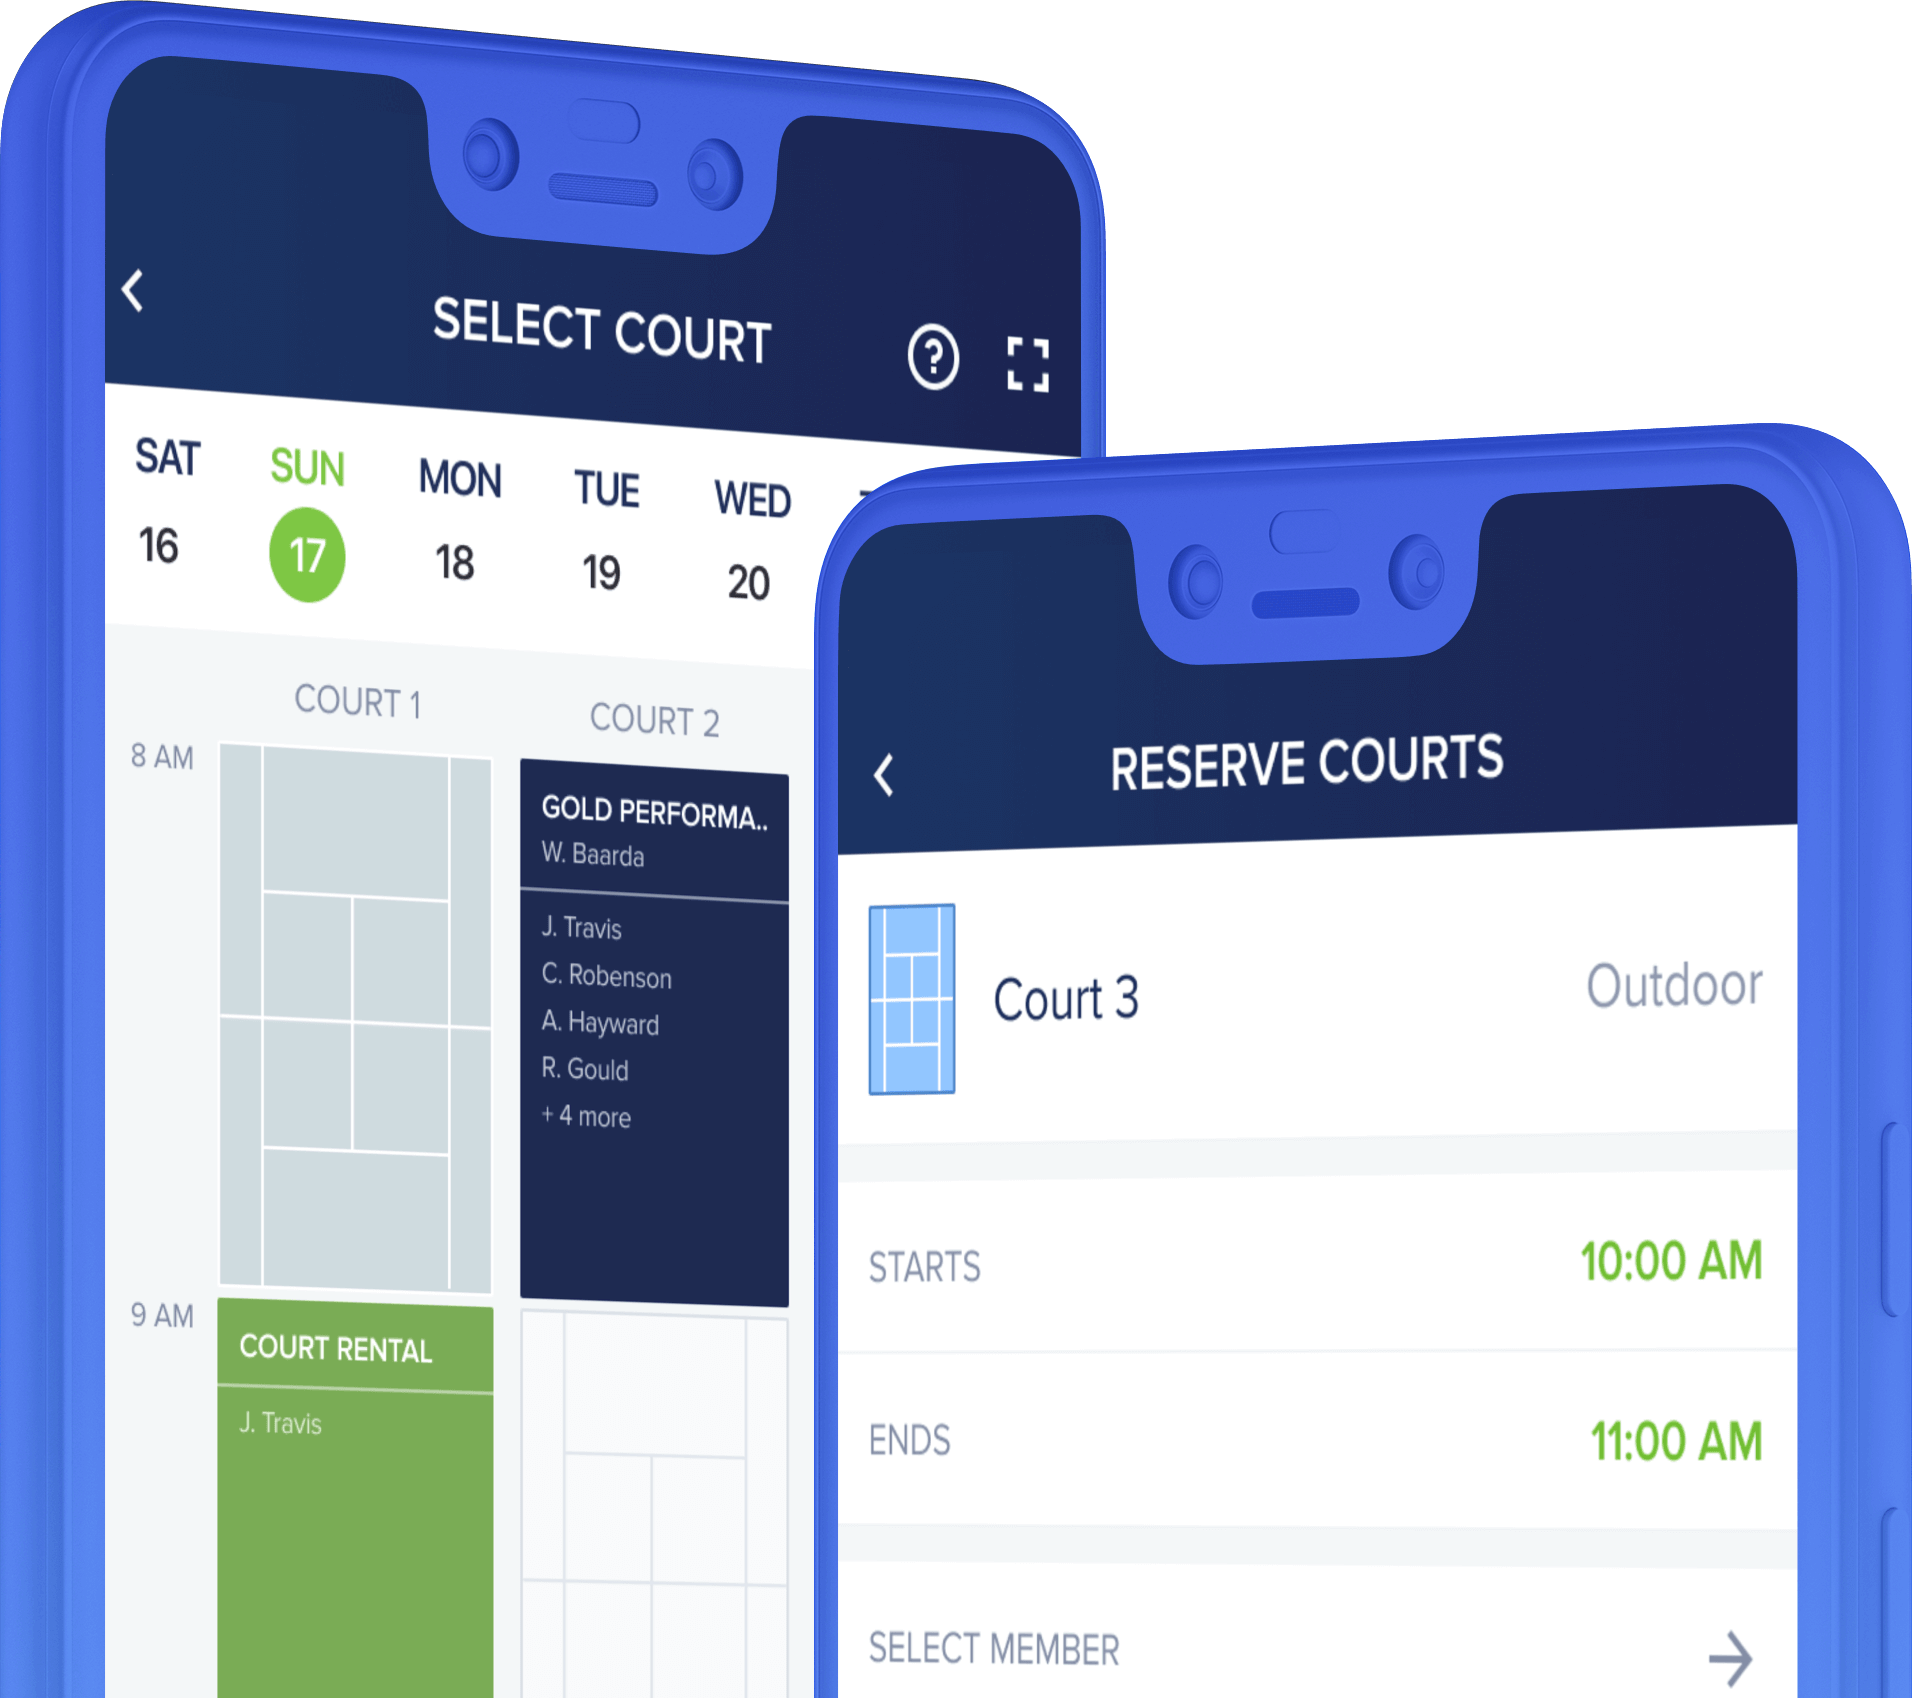 SELECT COURT
SAT SUN MON TUE WED
16 17 18 19 20
COURT 1 COURT 2
8 AM
GOLD PERFORMA..
W. Baarda
J. Travis
C. Robenson
A. Hayward
R. Gould
+ 4 more
9 AM
COURT RENTAL
J. Travis
RESERVE COURTS
Court 3 Outdoor
STARTS 10:00 AM
ENDS 11:00 AM
SELECT MEMBER